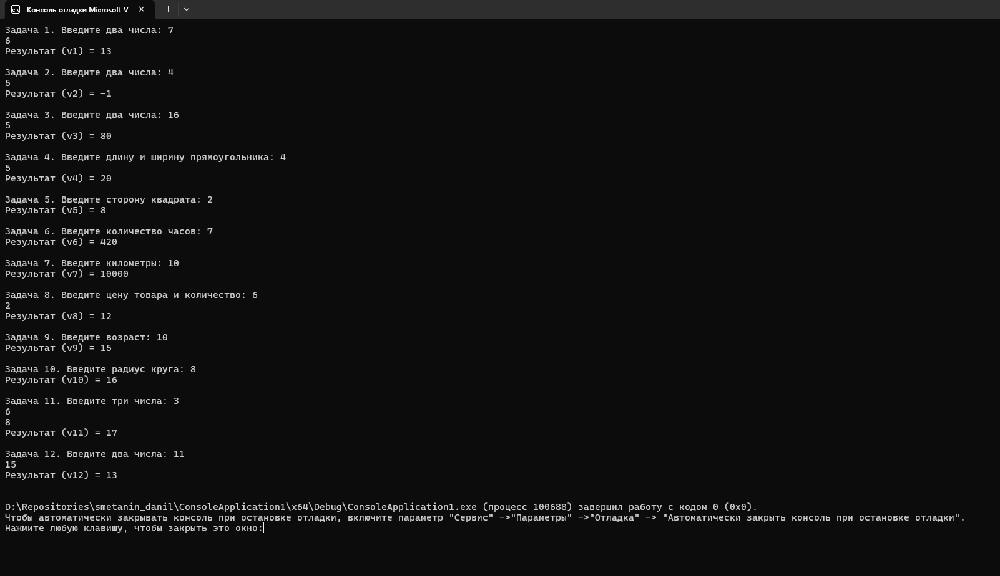 Консоль отладки Microsoft Vi
Задача 1. Введите два числа: 7
6
Результат (v1) = 13
Задача 2. Введите два числа: 4
5
Результат (v2) = -1
Задача 3. Введите два числа: 16
5
Результат (v3) = 80
Задача 4. Введите длину и ширину прямоугольника: 4
5
Результат (v4) = 20
Задача 5. Введите сторону квадрата: 2
Результат (v5) = 8
Задача 6. Введите количество часов: 7
Результат (v6) = 420
Задача 7. Введите километры: 10
Результат (v7) = 10000
Задача 8. Введите цену товара и количество: 6
2
Результат (v8) = 12
Задача 9. Введите возраст: 10
Результат (v9) = 15
Задача 10. Введите радиус круга: 8
Результат (v10) = 16
Задача 11. Введите три числа: 3
6
8
Результат (v11) = 17
Задача 12. Введите два числа: 11
15
Результат (v12) = 13
D:\Repositories\smetanin_danil\ConsoleApplication1\x64\Debug\ConsoleApplication1.exe (процесс 100688) завершил работу с кодом 0 (0x0).
Чтобы автоматически закрывать консоль при остановке отладки, включите параметр "Сервис" ->"Параметры" ->"Отладка" -> "Автоматически закрыть консоль при остановке отладки".
Нажмите любую клавишу, чтобы закрыть это окно: